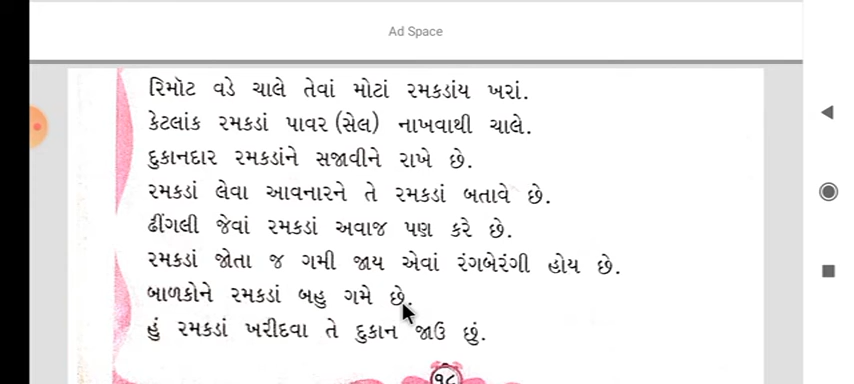 Ad Space
રિમૉટ વડે ચાલે તેવાં મોટાં રમકડાંય ખરાં.
કેટલાંક રમકડાં પાવર (સેલ) નાખવાથી ચાલે.
દુકાનદાર રમકડાંને સજાવીને રાખે છે.
રમકડાં લેવા આવનારને તે રમકડાં બતાવે છે.
ઢીંગલી જેવાં રમકડાં અવાજ પણ કરે છે.
રમકડાં જોતા જ ગમી જાય એવાં રંગબેરંગી હોય છે.
બાળકોને રમકડાં બહુ ગમે છે.
હું રમકડાં ખરીદવા તે દુકાન જાઉ છું.
૧૮